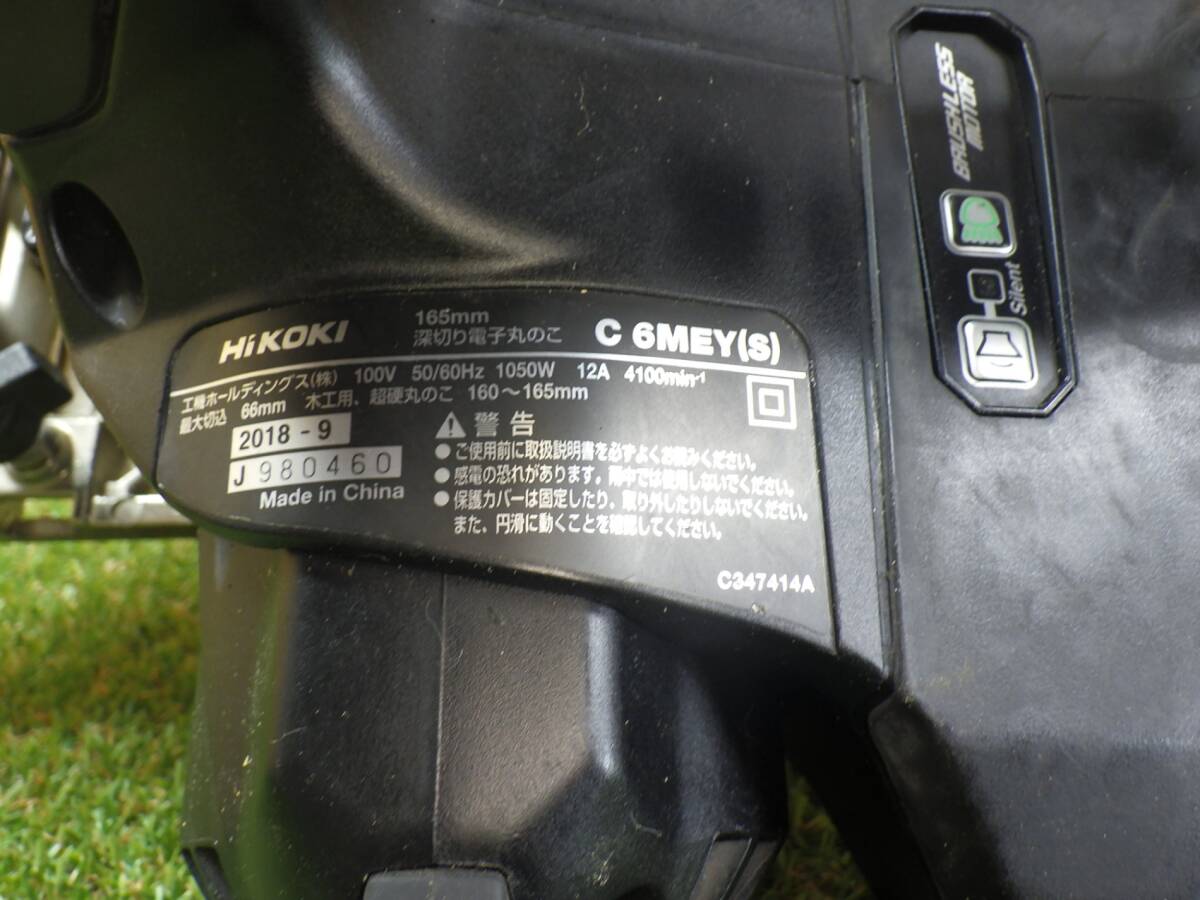 BRUSHLESS
MOTOR
Silent
HiKOKI 165mm
深切り電子丸のこ C 6MEY(S)
工機ホールディングス(株) 100V 50/60Hz 1050W 12A 4100min-1
最大切込 66mm 木工用、超硬丸のこ 160~165mm
2018 - 9
J 980460
Made in China
警告
●ご使用前に取扱説明書を必ずよくお読みください。
●感電の恐れがあります。雨中では使用しないでください。
●保護カバーは固定したり、取り外したりしないでください。
また、円滑に動くことを確認してください。
C347414A